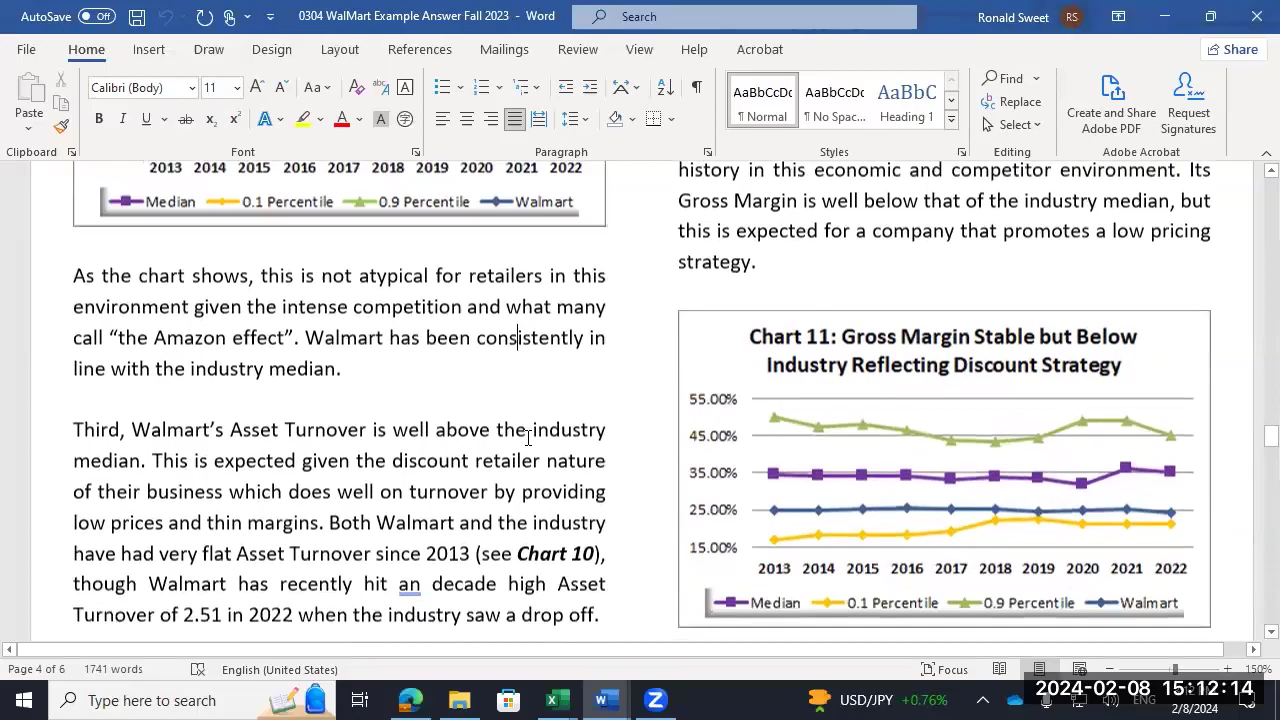 AutoSave Off
0304 WalMart Example Answer Fall 2023 - Word
Search
Ronald Sweet RS
File Home Insert Draw Design Layout References Mailings Review View Help Acrobat
Share
Paste
Calibri (Body) 11
AaBbCcDc AaBbCcDc AaBbC
¶ Normal ¶ No Spac... Heading 1
Find
Replace
Select
Create and Share Adobe PDF
Request Signatures
Clipboard Font Paragraph Styles Editing Adobe Acrobat
2013 2014 2015 2016 2017 2018 2019 2020 2021 2022
Median 0.1 Percentile 0.9 Percentile Walmart
As the chart shows, this is not atypical for retailers in this
environment given the intense competition and what many
call “the Amazon effect”. Walmart has been consistently in
line with the industry median.
Third, Walmart’s Asset Turnover is well above the industry
median. This is expected given the discount retailer nature
of their business which does well on turnover by providing
low prices and thin margins. Both Walmart and the industry
have had very flat Asset Turnover since 2013 (see Chart 10),
though Walmart has recently hit an decade high Asset
Turnover of 2.51 in 2022 when the industry saw a drop off.
history in this economic and competitor environment. Its
Gross Margin is well below that of the industry median, but
this is expected for a company that promotes a low pricing
strategy.
Chart 11: Gross Margin Stable but Below
Industry Reflecting Discount Strategy
55.00%
45.00%
35.00%
25.00%
15.00%
2013 2014 2015 2016 2017 2018 2019 2020 2021 2022
Median 0.1 Percentile 0.9 Percentile Walmart
Page 4 of 6 1741 words English (United States)
Focus
150%
Type here to search
USD/JPY +0.76%
2024-02-08 15:12:14
2/8/2024